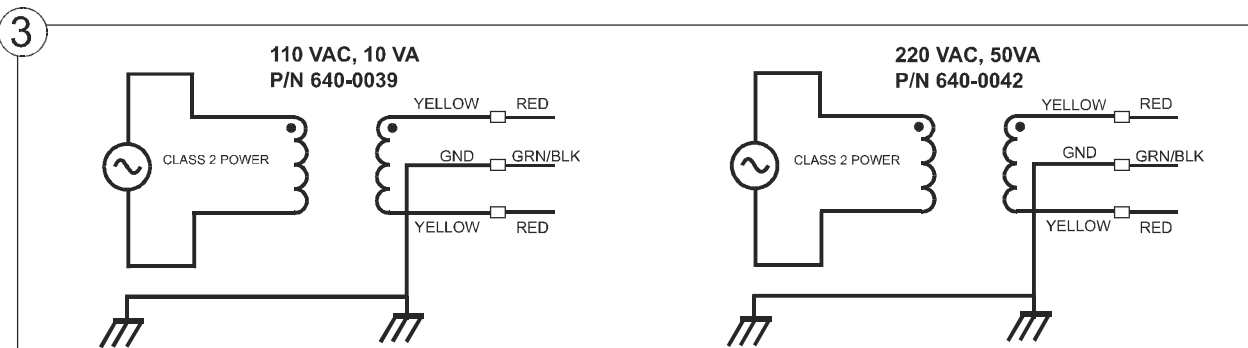 3
110 VAC, 10 VA
P/N 640-0039
YELLOW RED
CLASS 2 POWER
GND GRN/BLK
YELLOW RED
220 VAC, 50VA
P/N 640-0042
YELLOW RED
CLASS 2 POWER
GND GRN/BLK
YELLOW RED